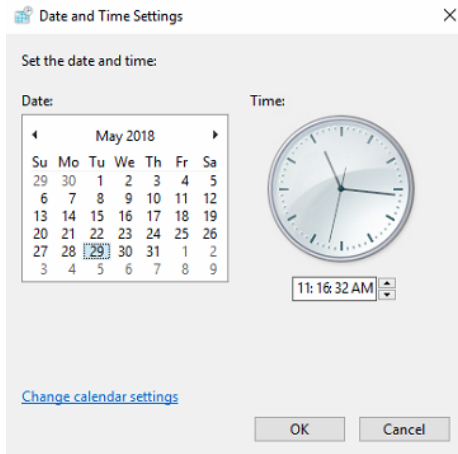 Date and Time Settings
Set the date and time:
Date:
Time:
May 2018
Su Mo Tu We Th Fr Sa
29 30 1 2 3 4 5
6 7 8 9 10 11 12
13 14 15 16 17 18 19
20 21 22 23 24 25 26
27 28 29 30 31 1 2
3 4 5 6 7 8 9
11:16:32 AM
Change calendar settings
OK Cancel